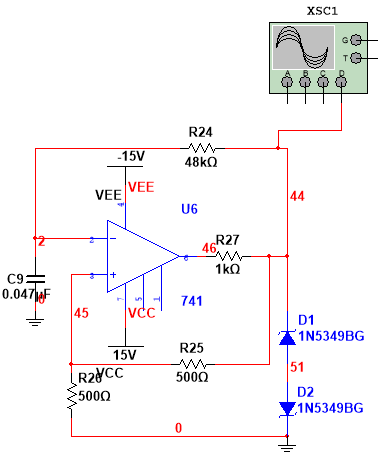 XSC1
G
T
A B C D
R24
48kΩ
-15V
VEE
VEE
44
4
U6
2
2
46
R27
6
1kΩ
C9
3
0.047µF
0
7
5
1
741
45
VCC
D1
1N5349BG
15V
VCC
R25
500Ω
51
R26
500Ω
D2
1N5349BG
0